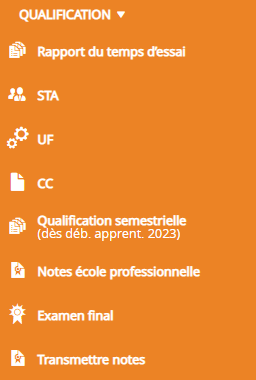 QUALIFICATION
Rapport du temps d'essai
STA
UF
CC
Qualification semestrielle
(dès déb. apprent. 2023)
Notes école professionnelle
Examen final
Transmettre notes